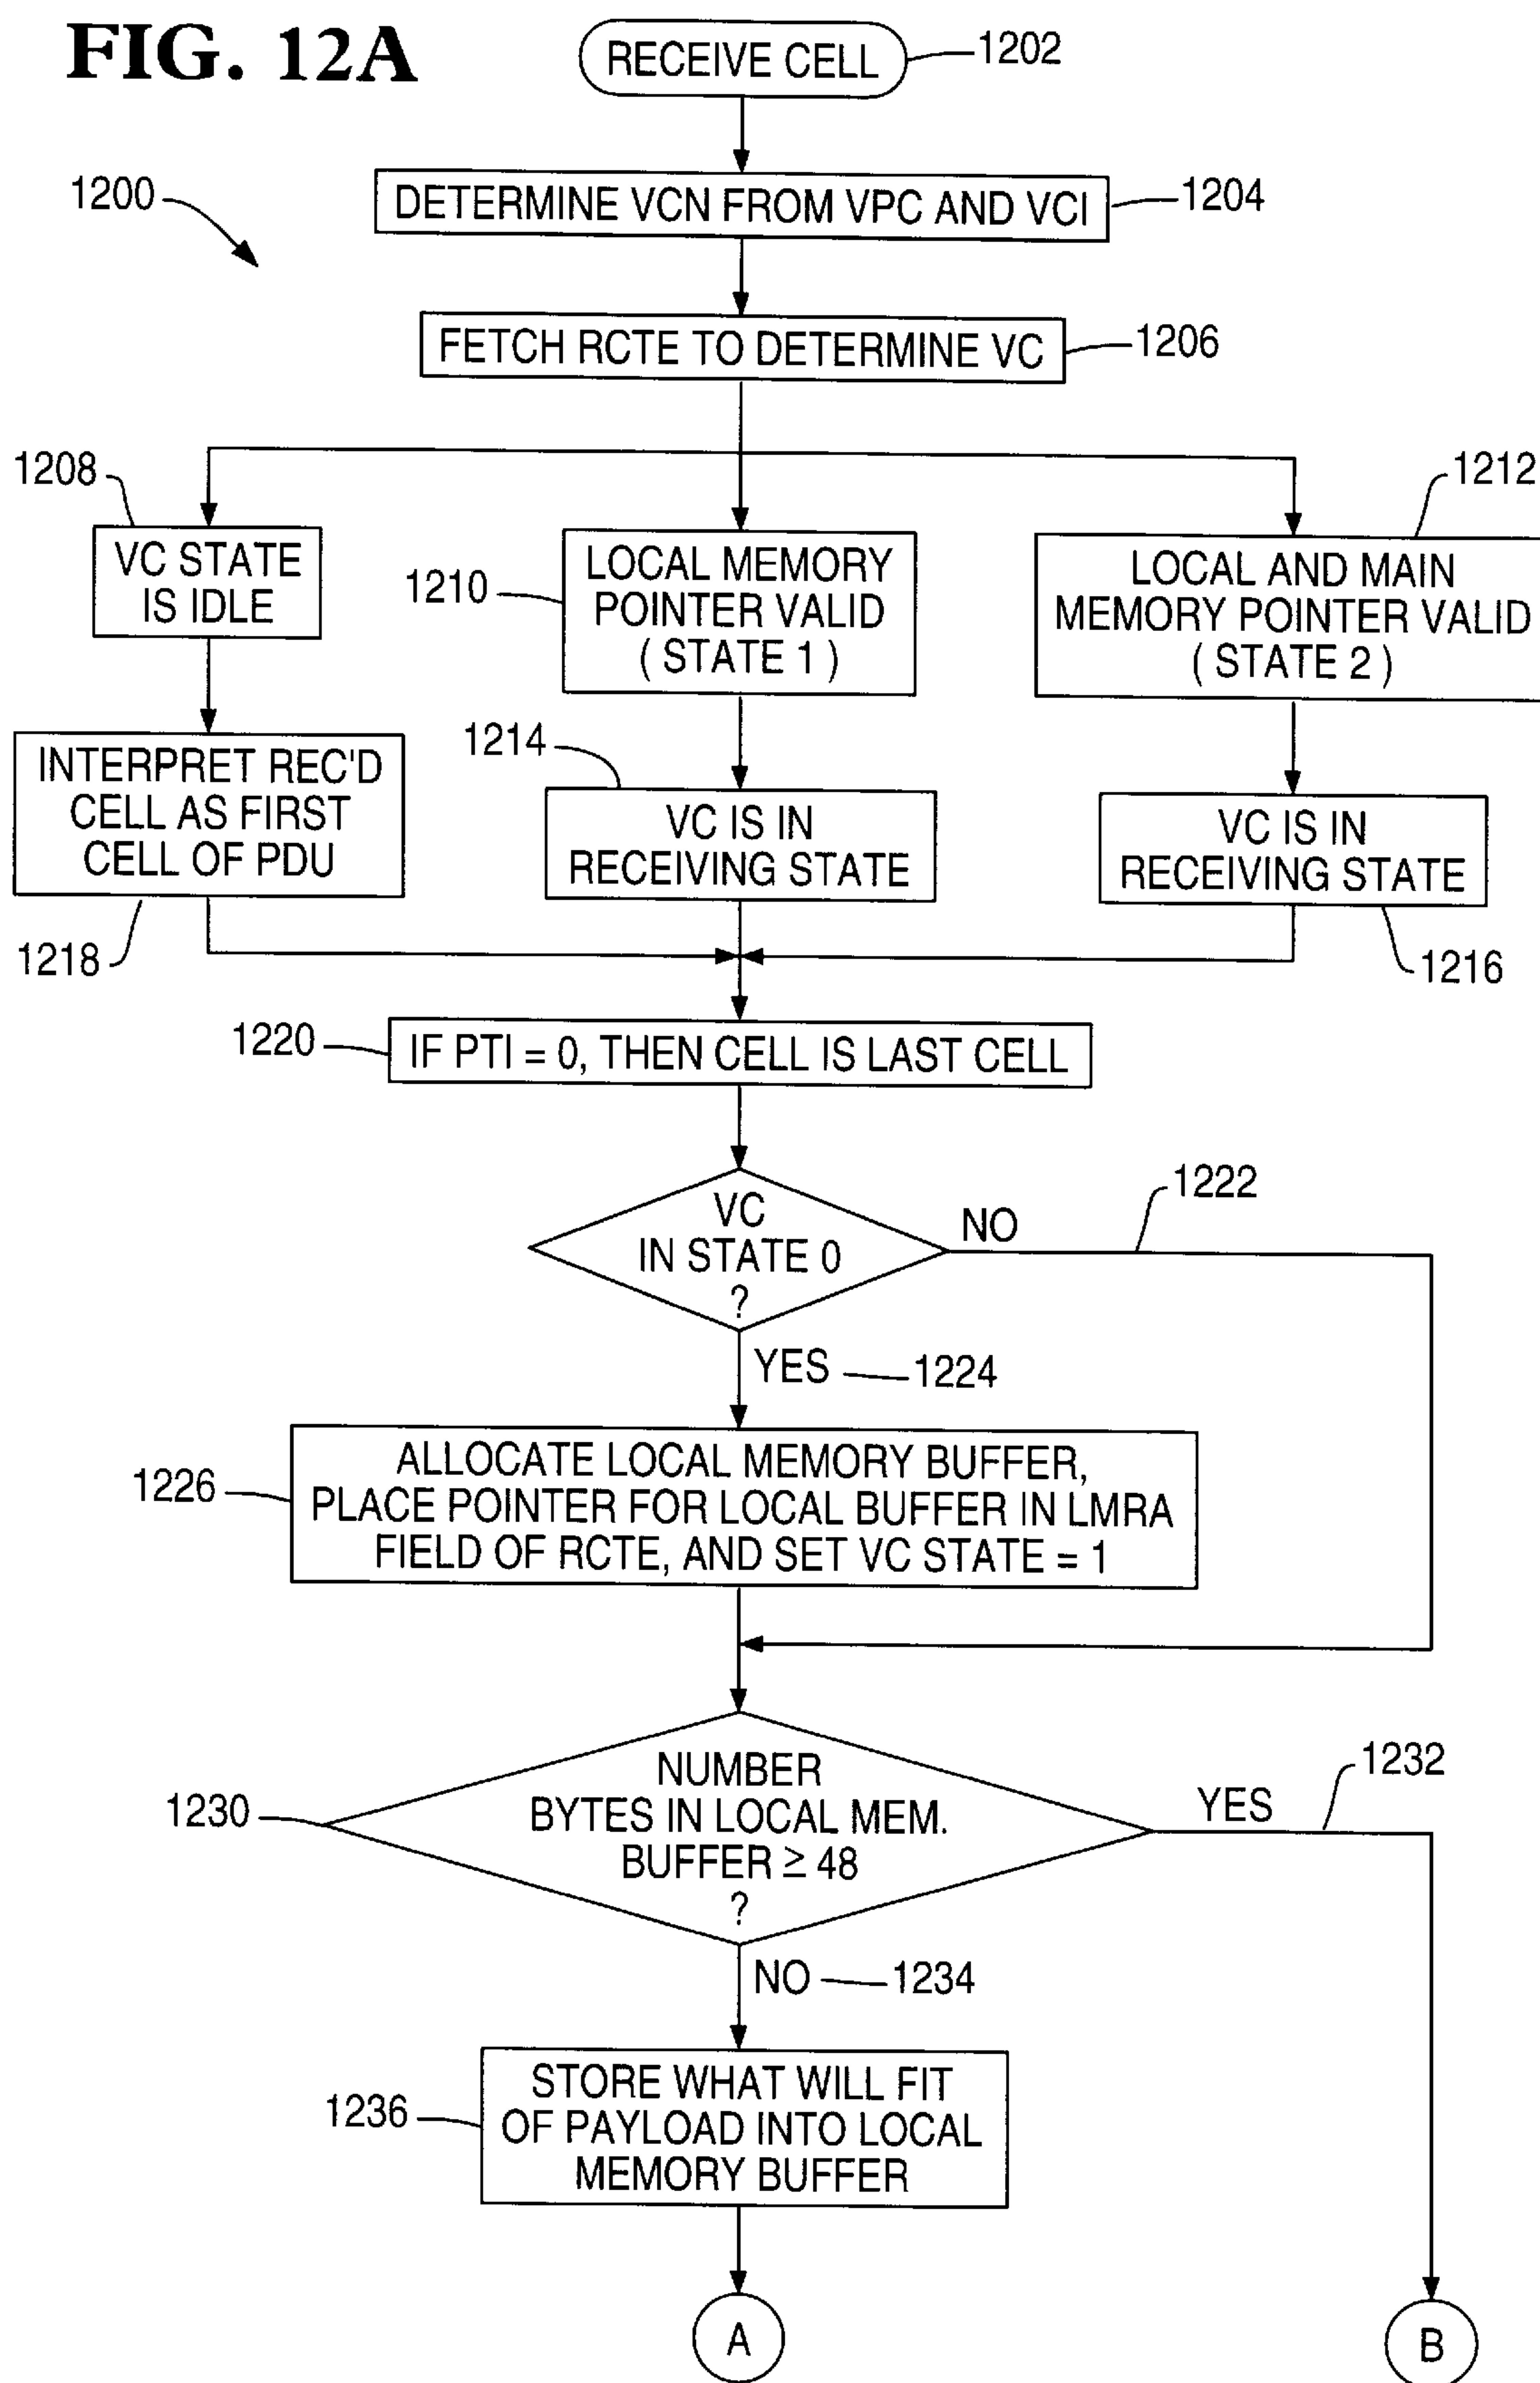 FIG. 12A
RECEIVE CELL
1202
1200
DETERMINE VCN FROM VPC AND VCI
1204
FETCH RCTE TO DETERMINE VC
1206
1208
VC STATE
IS IDLE
1210
LOCAL MEMORY
POINTER VALID
( STATE 1 )
1212
LOCAL AND MAIN
MEMORY POINTER VALID
( STATE 2 )
INTERPRET REC'D
CELL AS FIRST
CELL OF PDU
1218
1214
VC IS IN
RECEIVING STATE
VC IS IN
RECEIVING STATE
1216
1220
IF PTI = 0, THEN CELL IS LAST CELL
VC
IN STATE 0
?
NO
1222
YES
1224
1226
ALLOCATE LOCAL MEMORY BUFFER,
PLACE POINTER FOR LOCAL BUFFER IN LMRA
FIELD OF RCTE, AND SET VC STATE = 1
1230
NUMBER
BYTES IN LOCAL MEM.
BUFFER ≥ 48
?
YES
1232
NO
1234
1236
STORE WHAT WILL FIT
OF PAYLOAD INTO LOCAL
MEMORY BUFFER
A
B